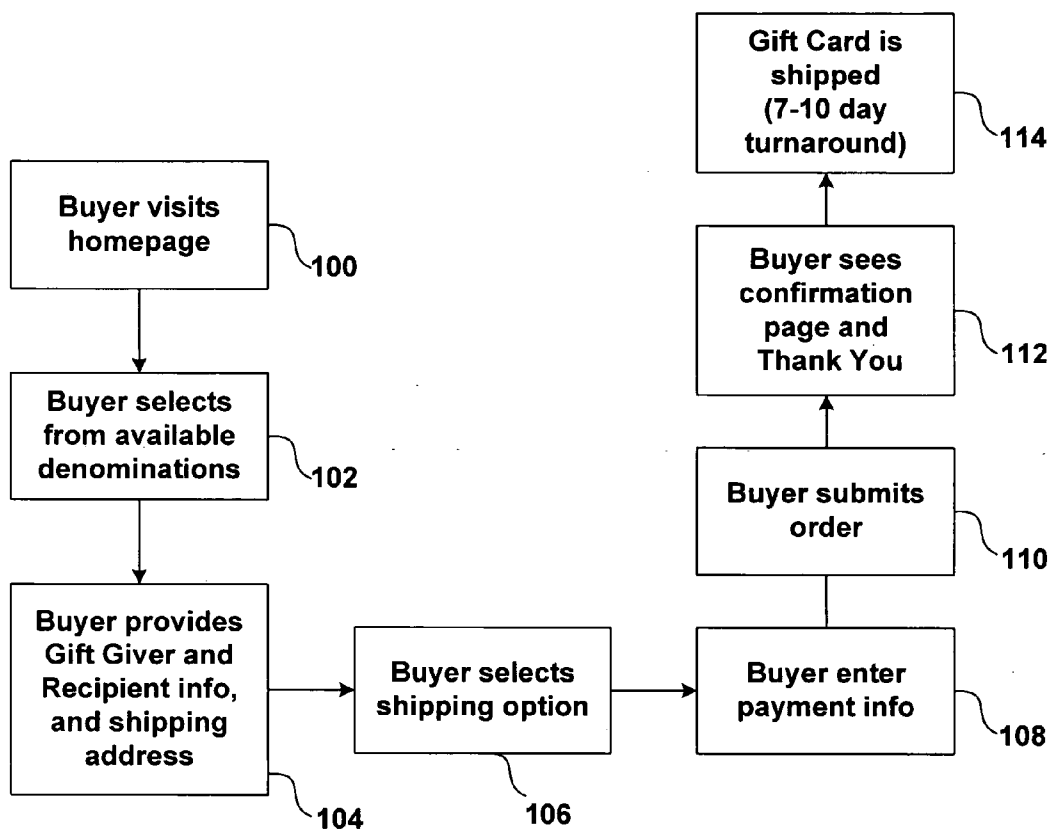 Buyer visits
homepage
100
Buyer selects
from available
denominations
102
Buyer provides
Gift Giver and
Recipient info,
and shipping
address
104
Buyer selects
shipping option
106
Buyer enter
payment info
108
Buyer submits
order
110
Buyer sees
confirmation
page and
Thank You
112
Gift Card is
shipped
(7-10 day
turnaround)
114